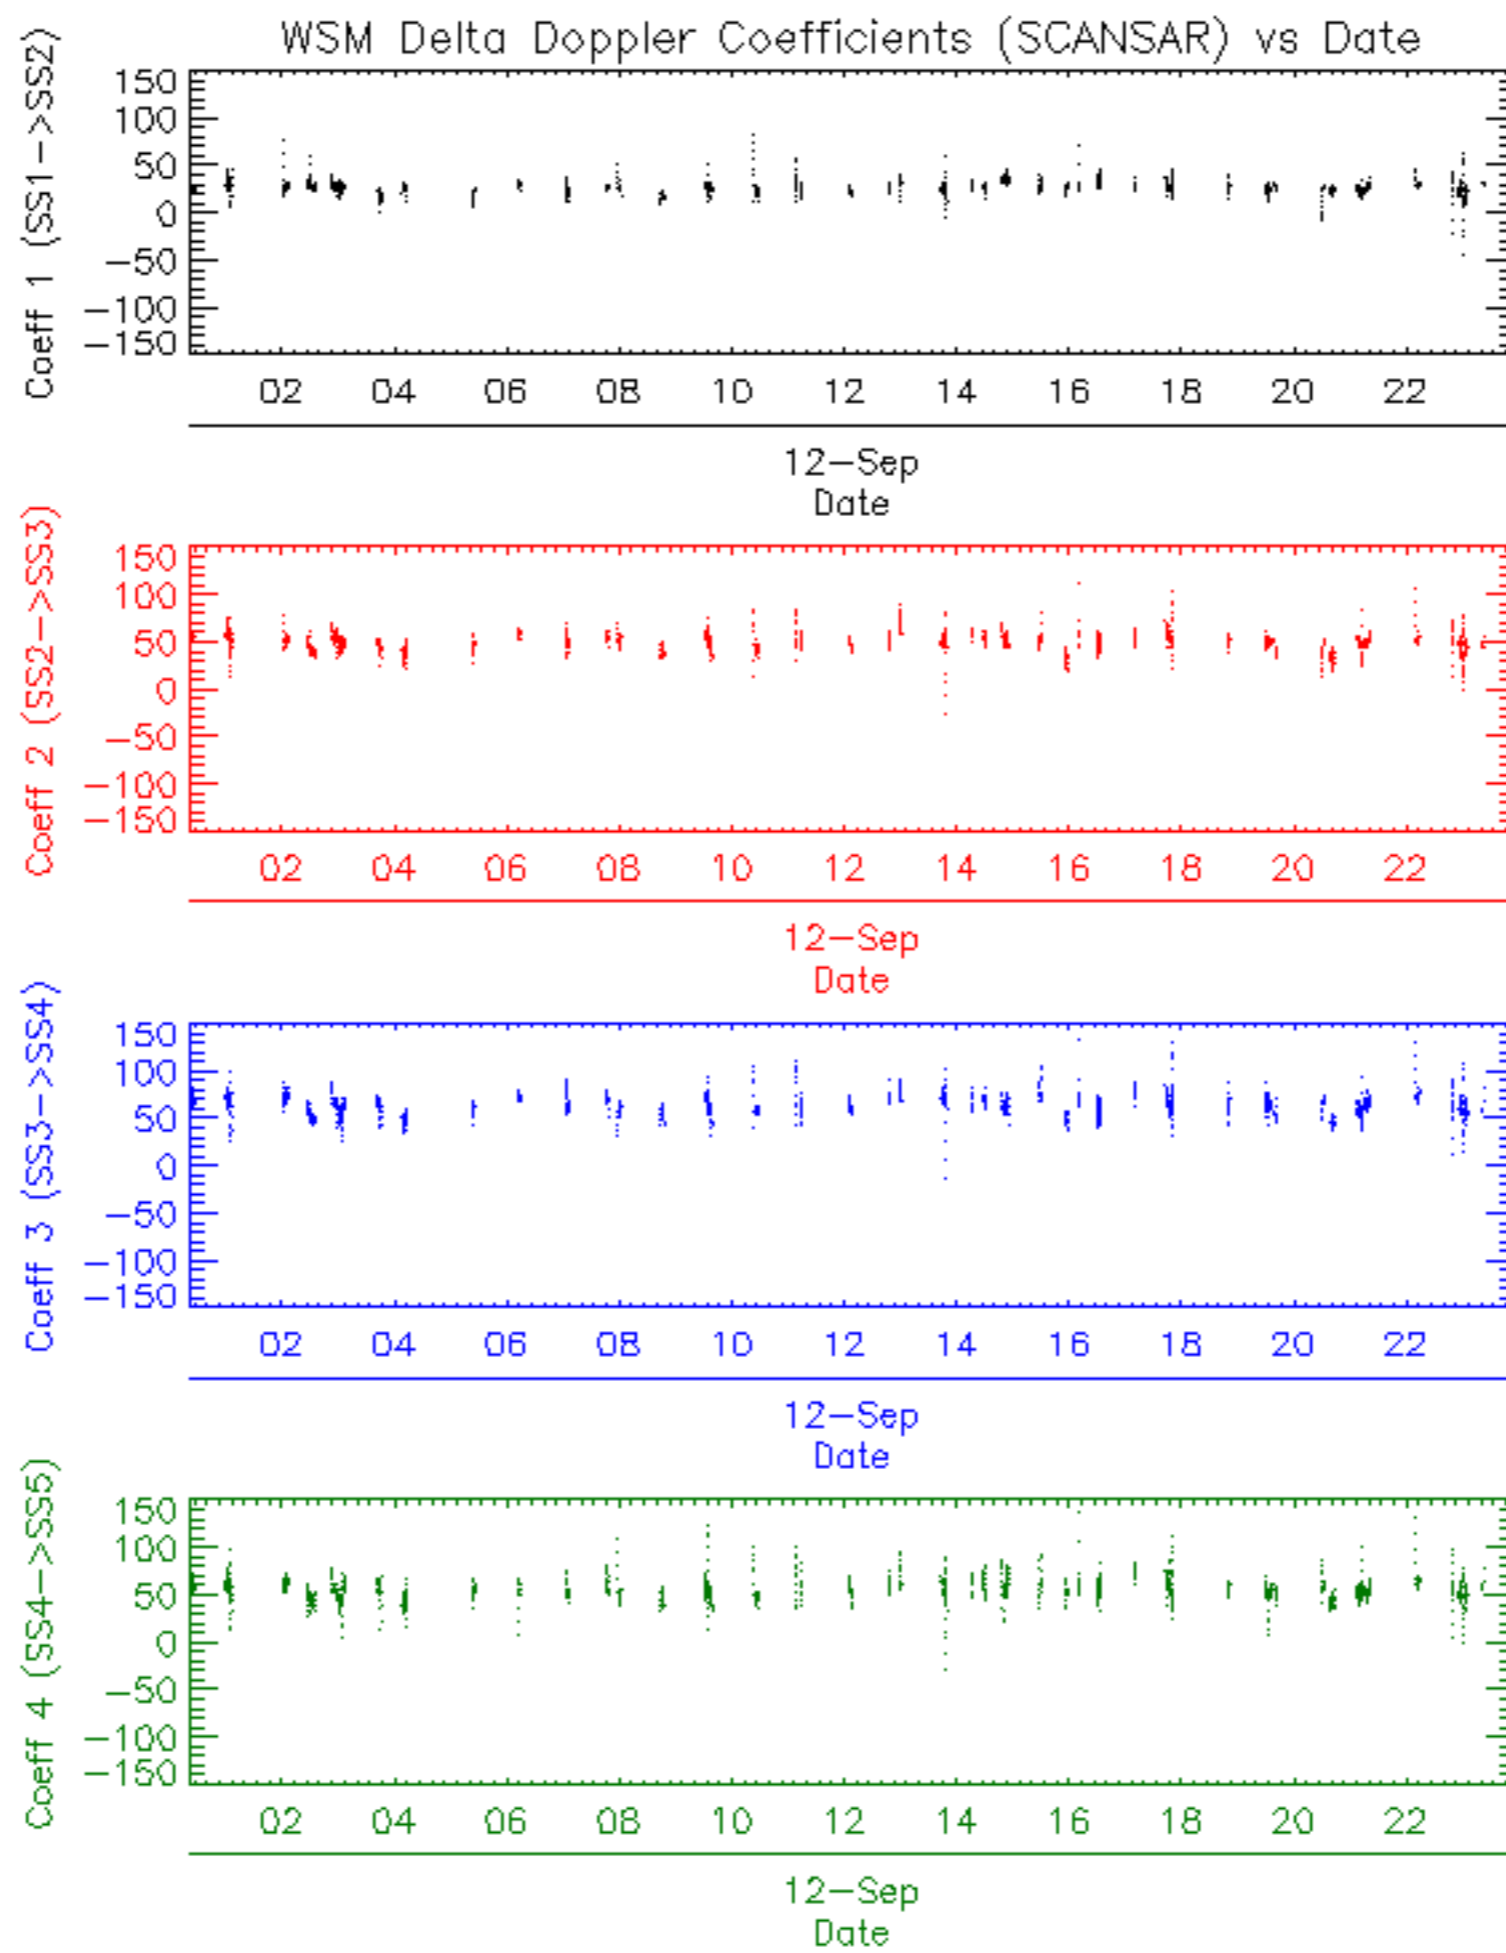 WSM Delta Doppler Coefficients (SCANSAR) vs Date
Coeff 1 (SS1->SS2)
150
100
50
0
-50
-100
-150
02 04 06 08 10 12 14 16 18 20 22
12-Sep
Date
Coeff 2 (SS2->SS3)
150
100
50
0
-50
-100
-150
02 04 06 08 10 12 14 16 18 20 22
12-Sep
Date
Coeff 3 (SS3->SS4)
150
100
50
0
-50
-100
-150
02 04 06 08 10 12 14 16 18 20 22
12-Sep
Date
Coeff 4 (SS4->SS5)
150
100
50
0
-50
-100
-150
02 04 06 08 10 12 14 16 18 20 22
12-Sep
Date